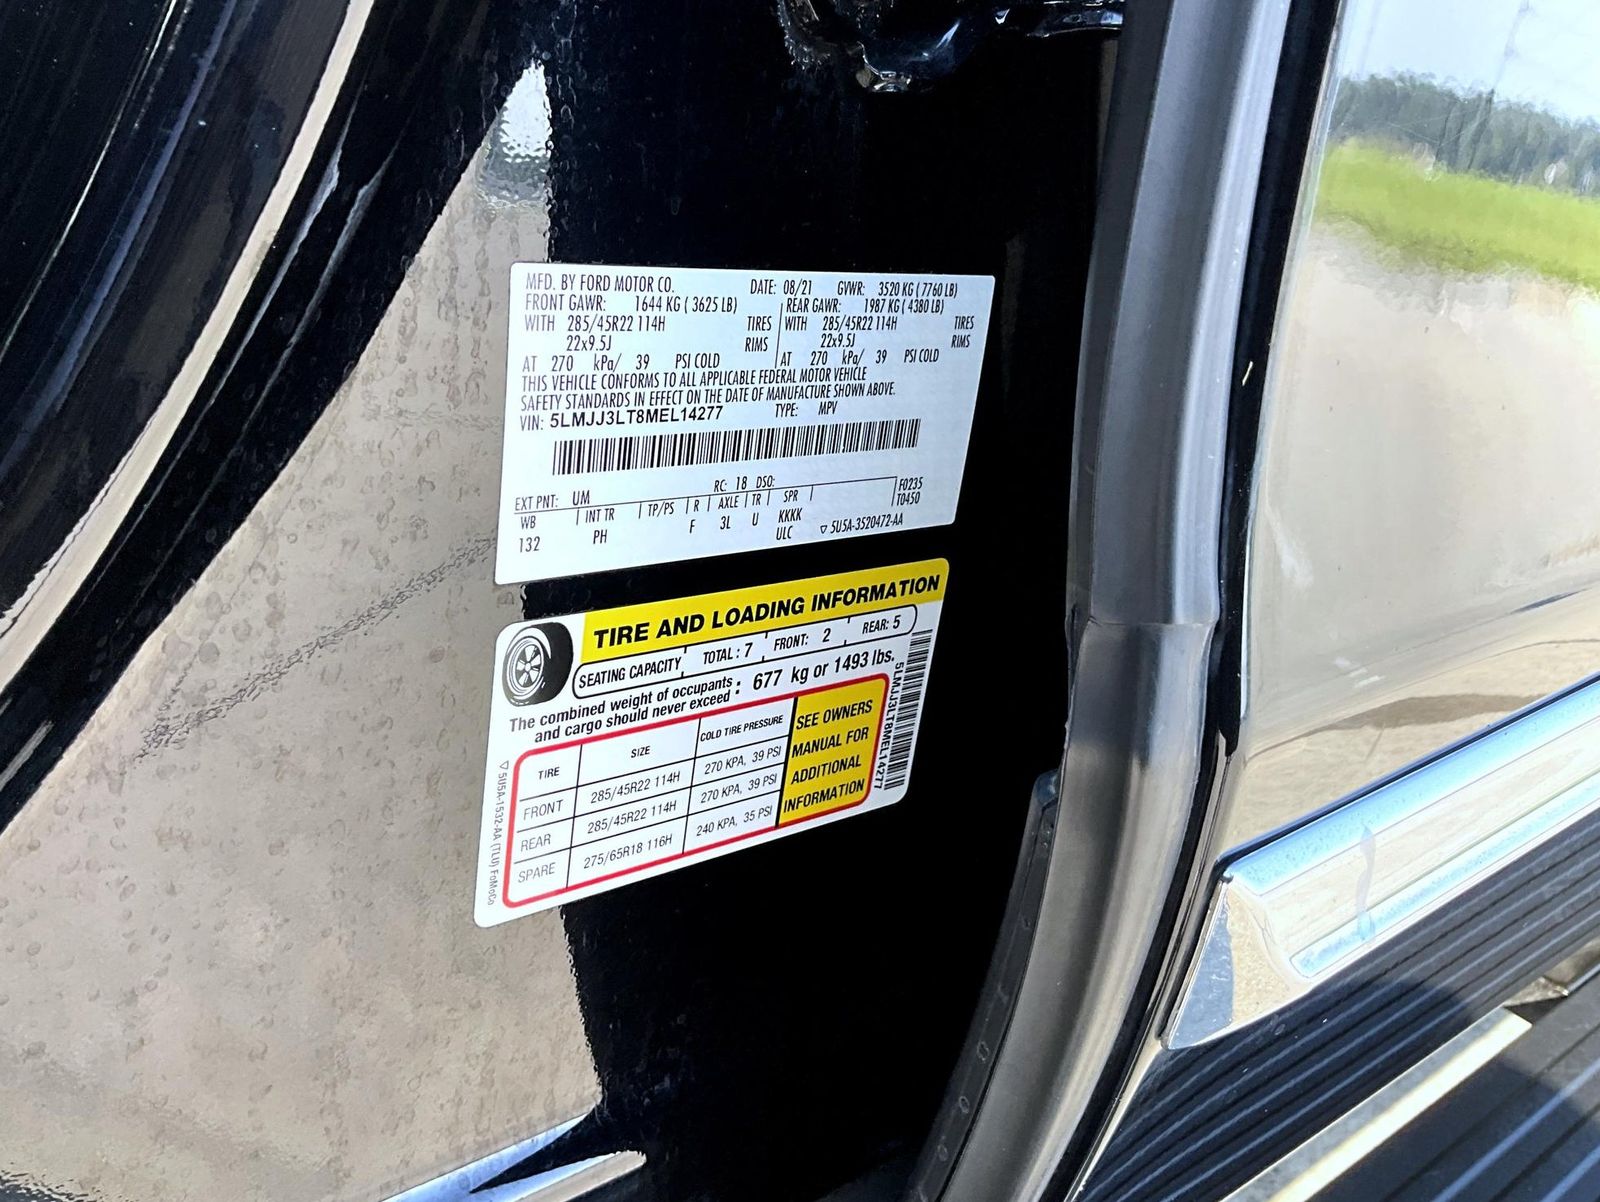 MFD. BY FORD MOTOR CO. DATE: 08/21 GVWR: 3520 KG ( 7760 LB)
FRONT GAWR: 1644 KG ( 3625 LB) REAR GAWR: 1987 KG ( 4380 LB)
WITH 285/45R22 114H TIRES WITH 285/45R22 114H TIRES
22x9.5J RIMS 22x9.5J RIMS
AT 270 kPa/ 39 PSI COLD AT 270 kPa/ 39 PSI COLD
THIS VEHICLE CONFORMS TO ALL APPLICABLE FEDERAL MOTOR VEHICLE
SAFETY STANDARDS IN EFFECT ON THE DATE OF MANUFACTURE SHOWN ABOVE.
VIN: 5LMJJ3LT8MEL14277 TYPE: MPV
EXT PNT: UM RC: 18 DSO: F0235
WB INT TR TP/PS R AXLE TR SPR T0450
132 PH F 3L U KKKK
ULC 5U5A-3520472-AA
TIRE AND LOADING INFORMATION
SEATING CAPACITY TOTAL : 7 FRONT: 2 REAR: 5
The combined weight of occupants and cargo should never exceed : 677 kg or 1493 lbs.
TIRE SIZE COLD TIRE PRESSURE
FRONT 285/45R22 114H 270 KPA, 39 PSI
REAR 285/45R22 114H 270 KPA, 39 PSI
SPARE 275/65R18 116H 240 KPA, 35 PSI
SEE OWNERS
MANUAL FOR
ADDITIONAL
INFORMATION
5LMJJ3LT8MEL14277
5U5A-1532-AA (TLU) FoMoCo